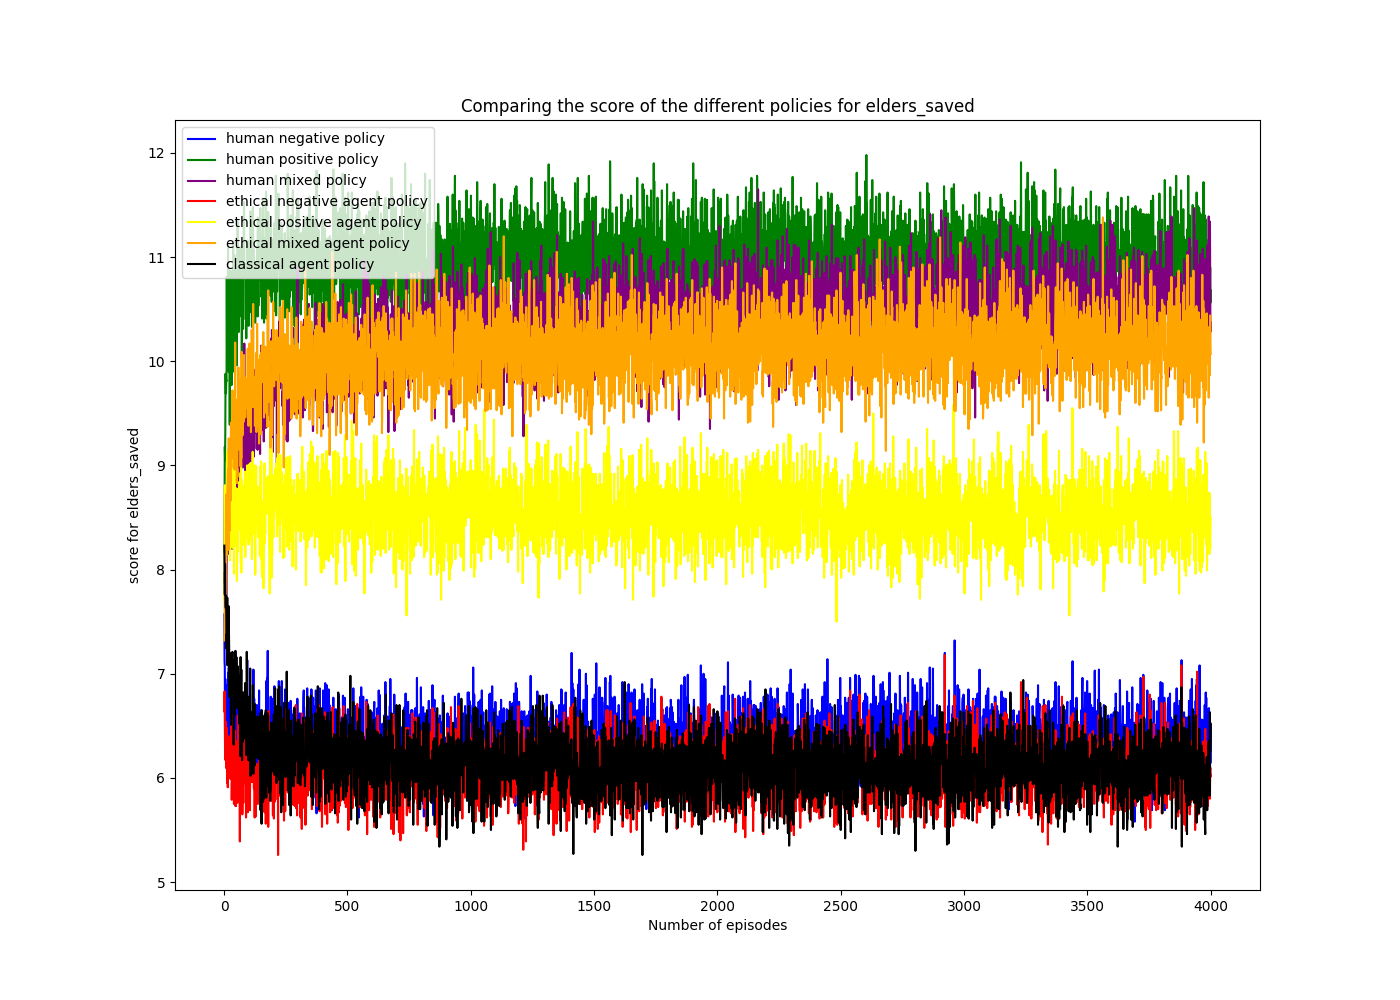 Comparing the score of the different policies for elders_saved
human negative policy
human positive policy
human mixed policy
ethical negative agent policy
ethical positive agent policy
ethical mixed agent policy
classical agent policy
12
11
10
9
8
7
6
5
score for elders_saved
0 500 1000 1500 2000 2500 3000 3500 4000
Number of episodes